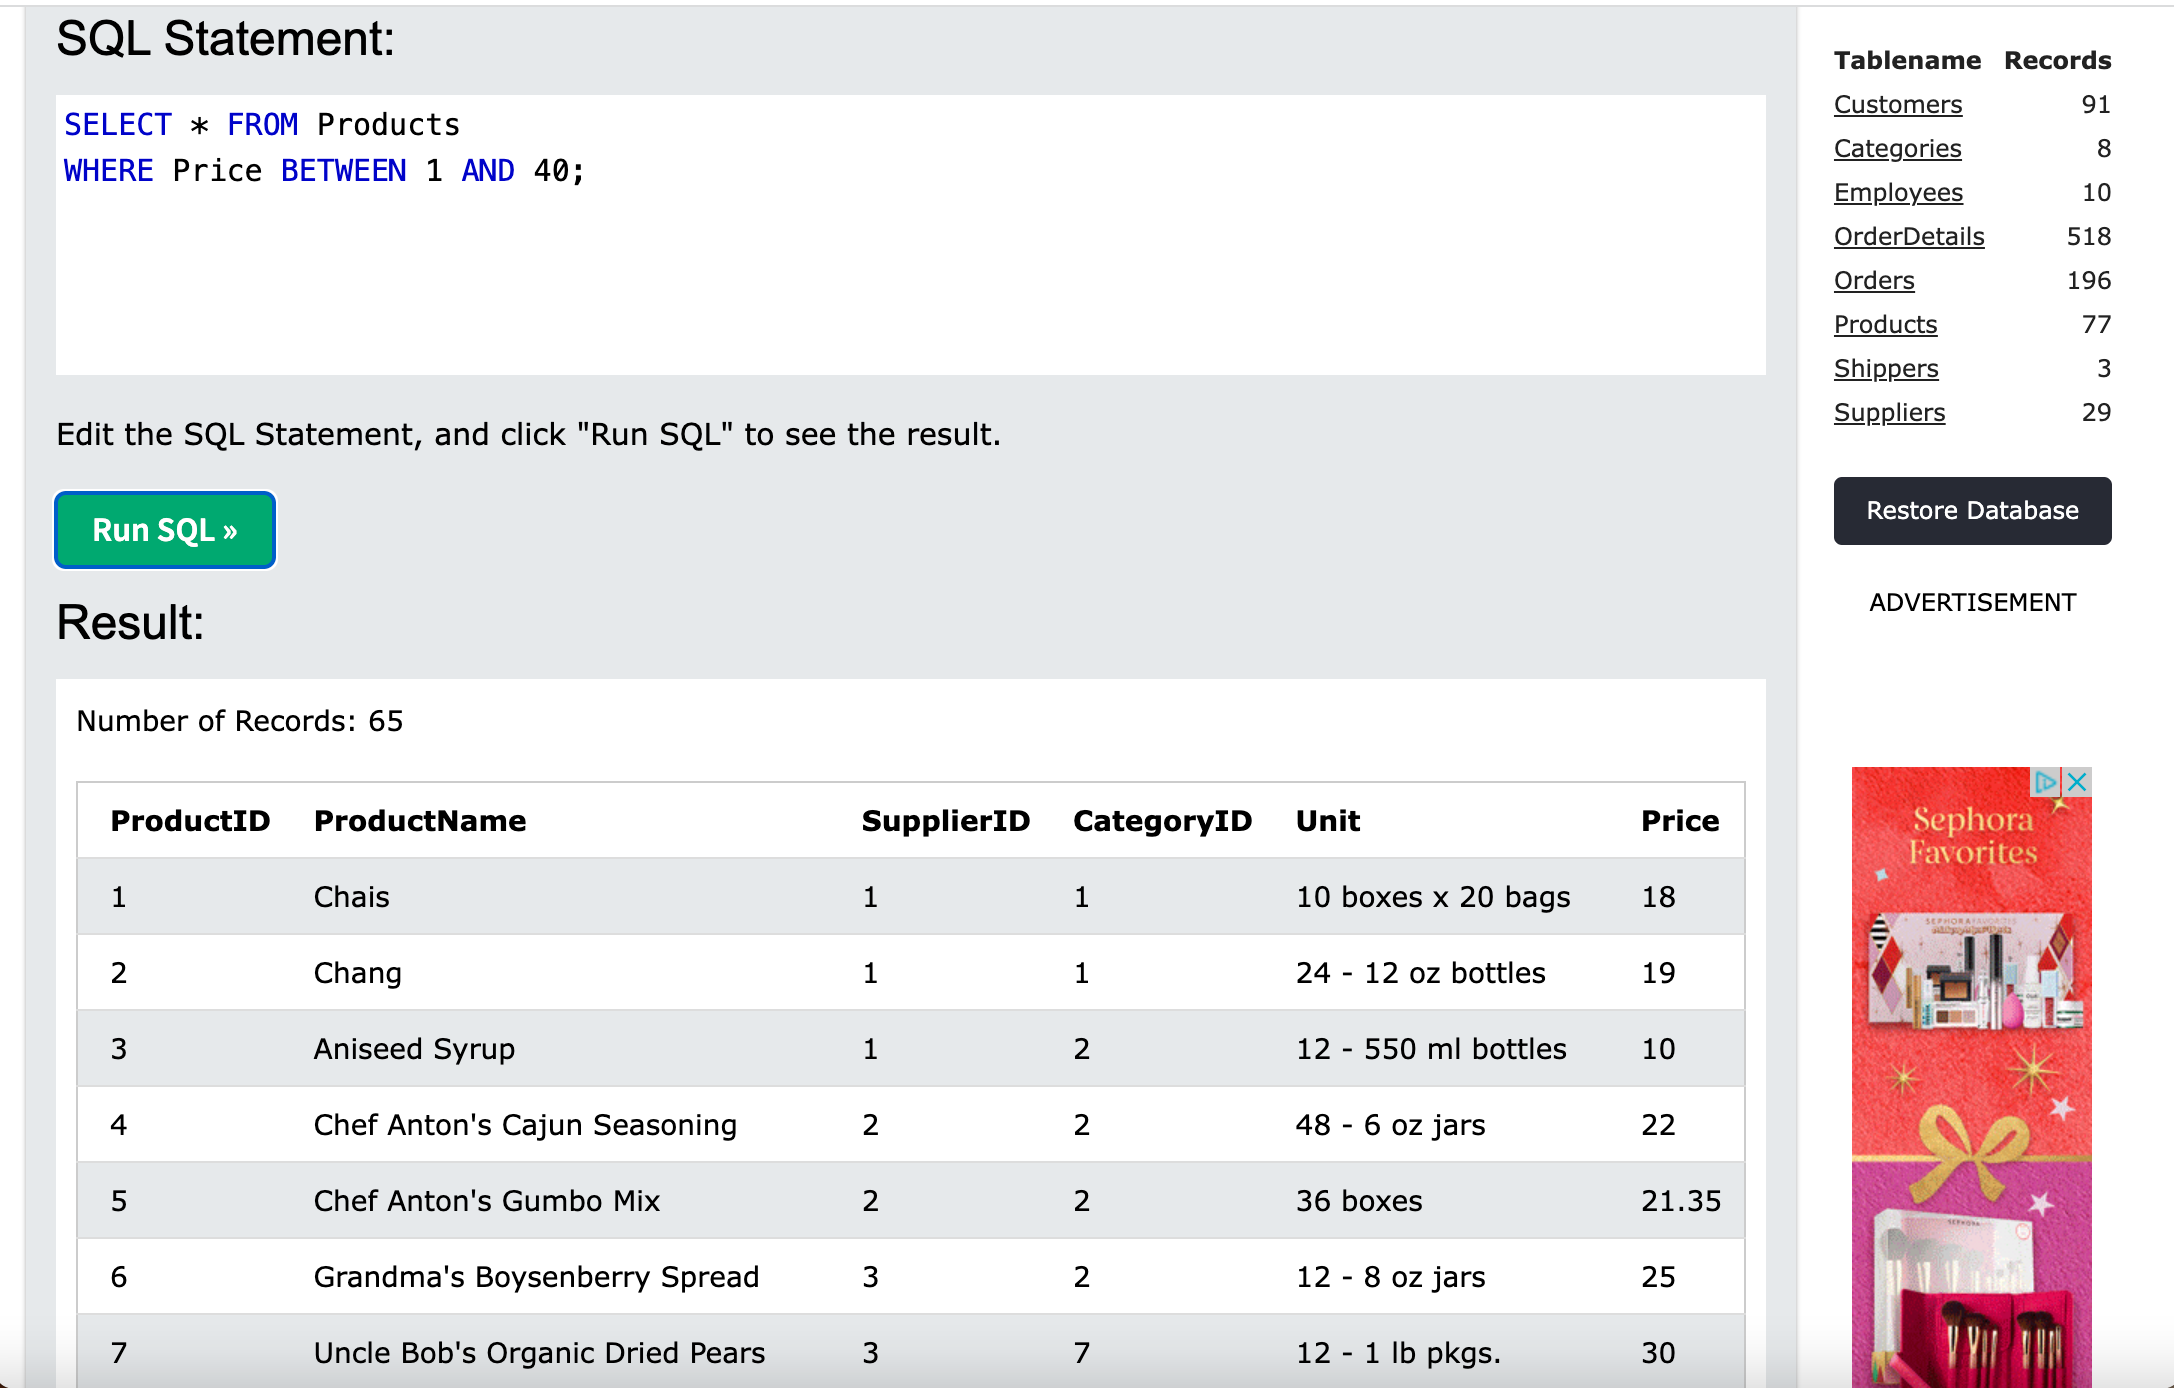 SQL Statement:
SELECT * FROM Products
WHERE Price BETWEEN 1 AND 40;
Edit the SQL Statement, and click "Run SQL" to see the result.
Run SQL »
Result:
Number of Records: 65
ProductID ProductName SupplierID CategoryID Unit Price
1 Chais 1 1 10 boxes x 20 bags 18
2 Chang 1 1 24 - 12 oz bottles 19
3 Aniseed Syrup 1 2 12 - 550 ml bottles 10
4 Chef Anton's Cajun Seasoning 2 2 48 - 6 oz jars 22
5 Chef Anton's Gumbo Mix 2 2 36 boxes 21.35
6 Grandma's Boysenberry Spread 3 2 12 - 8 oz jars 25
7 Uncle Bob's Organic Dried Pears 3 7 12 - 1 lb pkgs. 30
Tablename Records
Customers 91
Categories 8
Employees 10
OrderDetails 518
Orders 196
Products 77
Shippers 3
Suppliers 29
Restore Database
ADVERTISEMENT
Sephora
Favorites
SEPHORA FAVORITES
SEPHORA